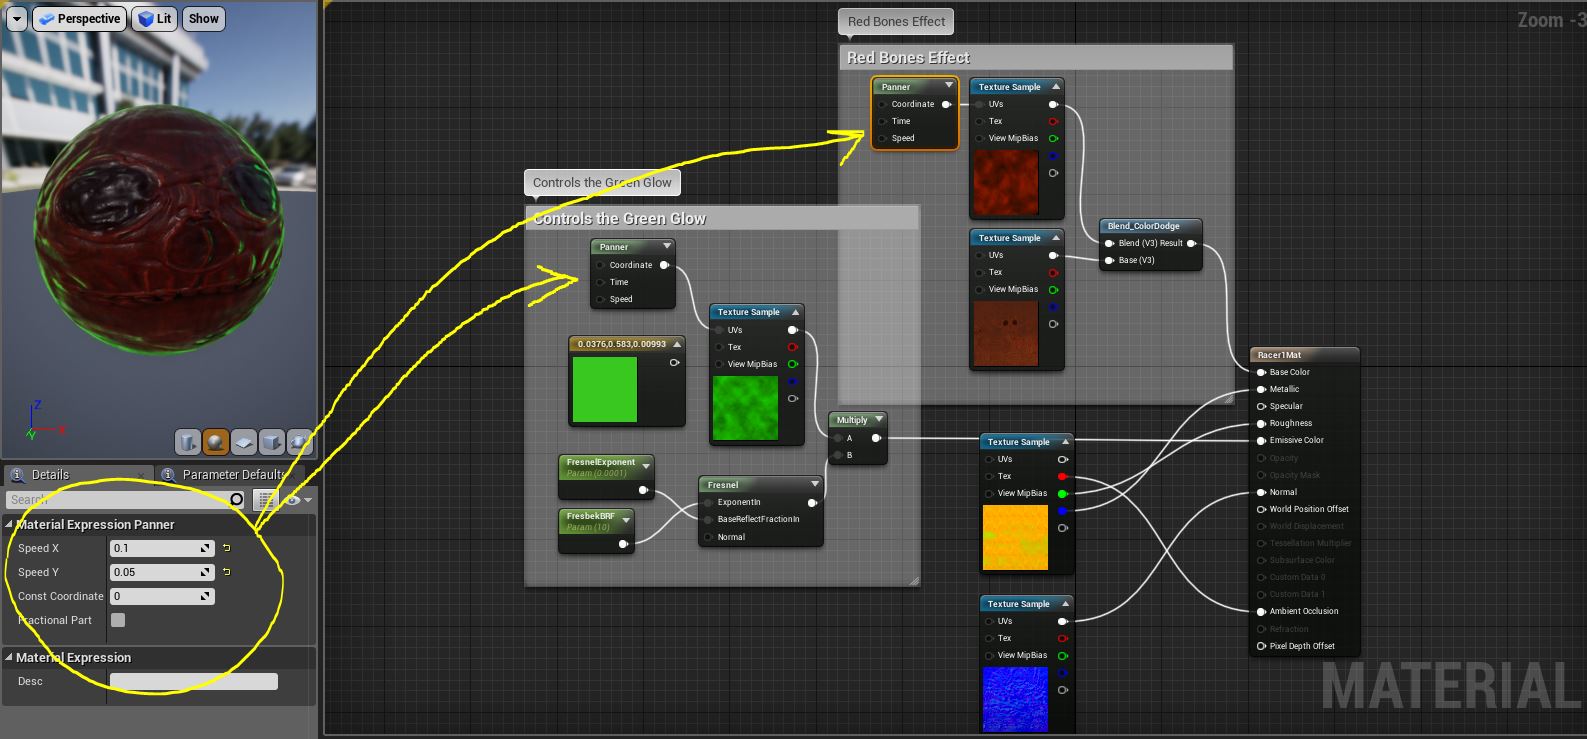 Perspective
Lit
Show
Zoom -3
Red Bones Effect
Red Bones Effect
Panner
Coordinate
Time
Speed
Texture Sample
UVs
Tex
View MipBias
Controls the Green Glow
Controls the Green Glow
Panner
Coordinate
Time
Speed
Texture Sample
UVs
Tex
View MipBias
Blend_ColorDodge
Blend (V3) Result
Base (V3)
0.0376,0.583,0.00993
Texture Sample
UVs
Tex
View MipBias
Multiply
A
B
FresnelExponent
Param (0.0001)
FresbekBRF
Param (10)
Fresnel
ExponentIn
BaseReflectFractionIn
Normal
Texture Sample
UVs
Tex
View MipBias
Texture Sample
UVs
Tex
View MipBias
Racer1Mat
Base Color
Metallic
Specular
Roughness
Emissive Color
Opacity
Opacity Mask
Normal
World Position Offset
World Displacement
Tessellation Multiplier
Subsurface Color
Custom Data 0
Custom Data 1
Ambient Occlusion
Refraction
Pixel Depth Offset
MATERIAL
Z
X
Y
Details
Parameter Defaults
Search
Material Expression Panner
Speed X 0.1
Speed Y 0.05
Const Coordinate 0
Fractional Part
Material Expression
Desc